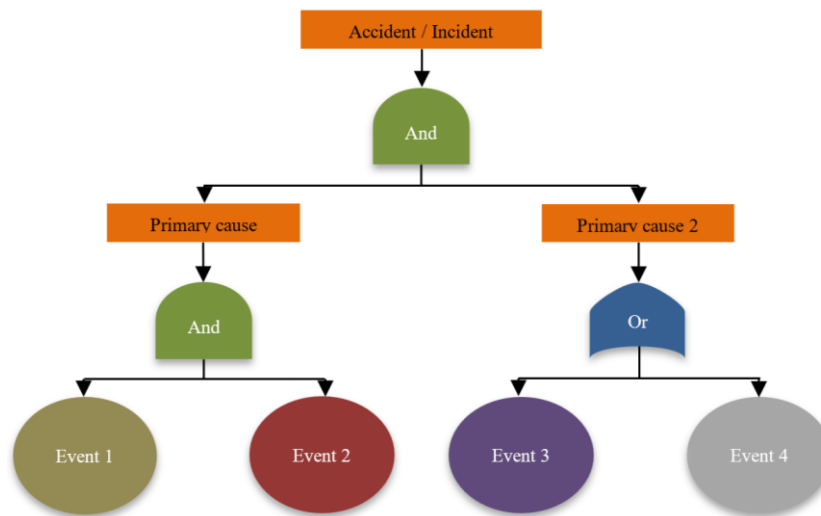 Accident / Incident
And
Primary cause
Primary cause 2
And
Or
Event 1
Event 2
Event 3
Event 4